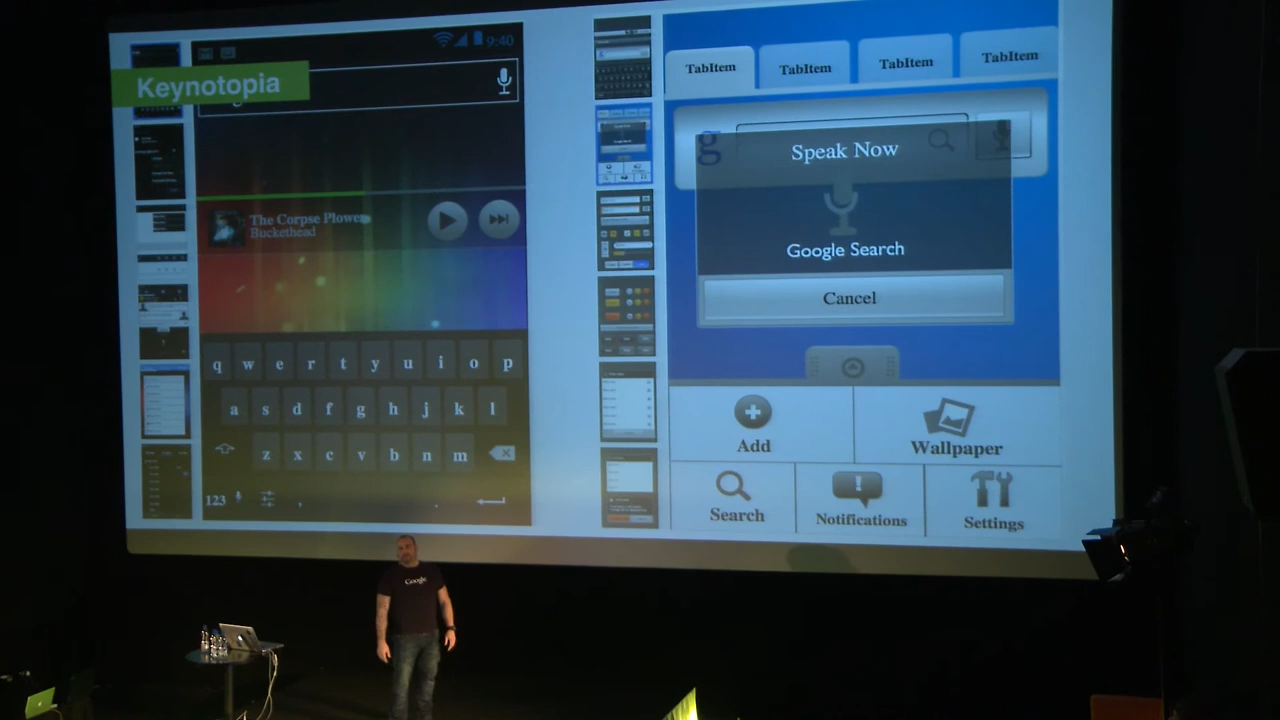 Keynotopia
9:40
The Corpse Plower
Buckethead
q w e r t y u i o p
a s d f g h j k l
z x c v b n m
123 , .
TabItem TabItem TabItem TabItem
g
Speak Now
Google Search
Cancel
Add Wallpaper
Search Notifications Settings
Google